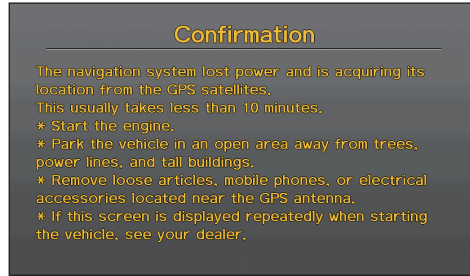 Confirmation
The navigation system lost power and is acquiring its
location from the GPS satellites.
This usually takes less than 10 minutes.
* Start the engine.
* Park the vehicle in an open area away from trees,
power lines, and tall buildings.
* Remove loose articles, mobile phones, or electrical
accessories located near the GPS antenna.
* If this screen is displayed repeatedly when starting
the vehicle, see your dealer.